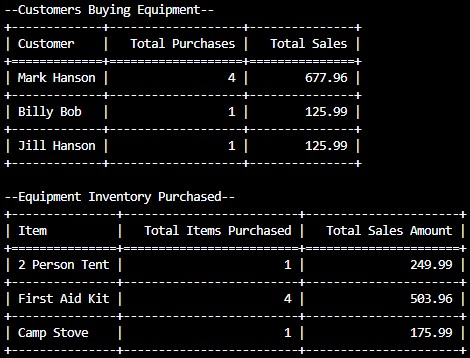 --Customers Buying Equipment--
Customer | Total Purchases | Total Sales
Mark Hanson | 4 | 677.96
Billy Bob | 1 | 125.99
Jill Hanson | 1 | 125.99
--Equipment Inventory Purchased--
Item | Total Items Purchased | Total Sales Amount
2 Person Tent | 1 | 249.99
First Aid Kit | 4 | 503.96
Camp Stove | 1 | 175.99